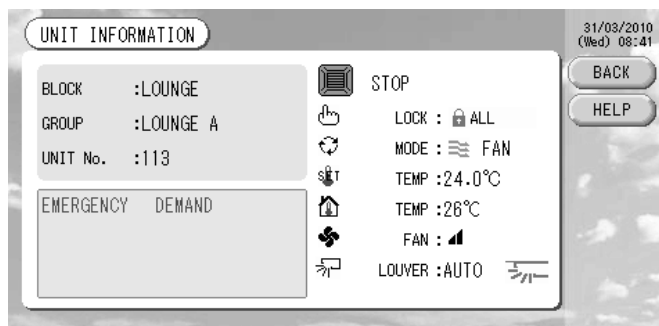 UNIT INFORMATION
31/03/2010
(Wed) 08:41
BACK
HELP
BLOCK :LOUNGE
GROUP :LOUNGE A
UNIT No. :113
EMERGENCY DEMAND
STOP
LOCK : ALL
MODE : FAN
SET TEMP :24.0℃
TEMP :26℃
FAN :
LOUVER :AUTO